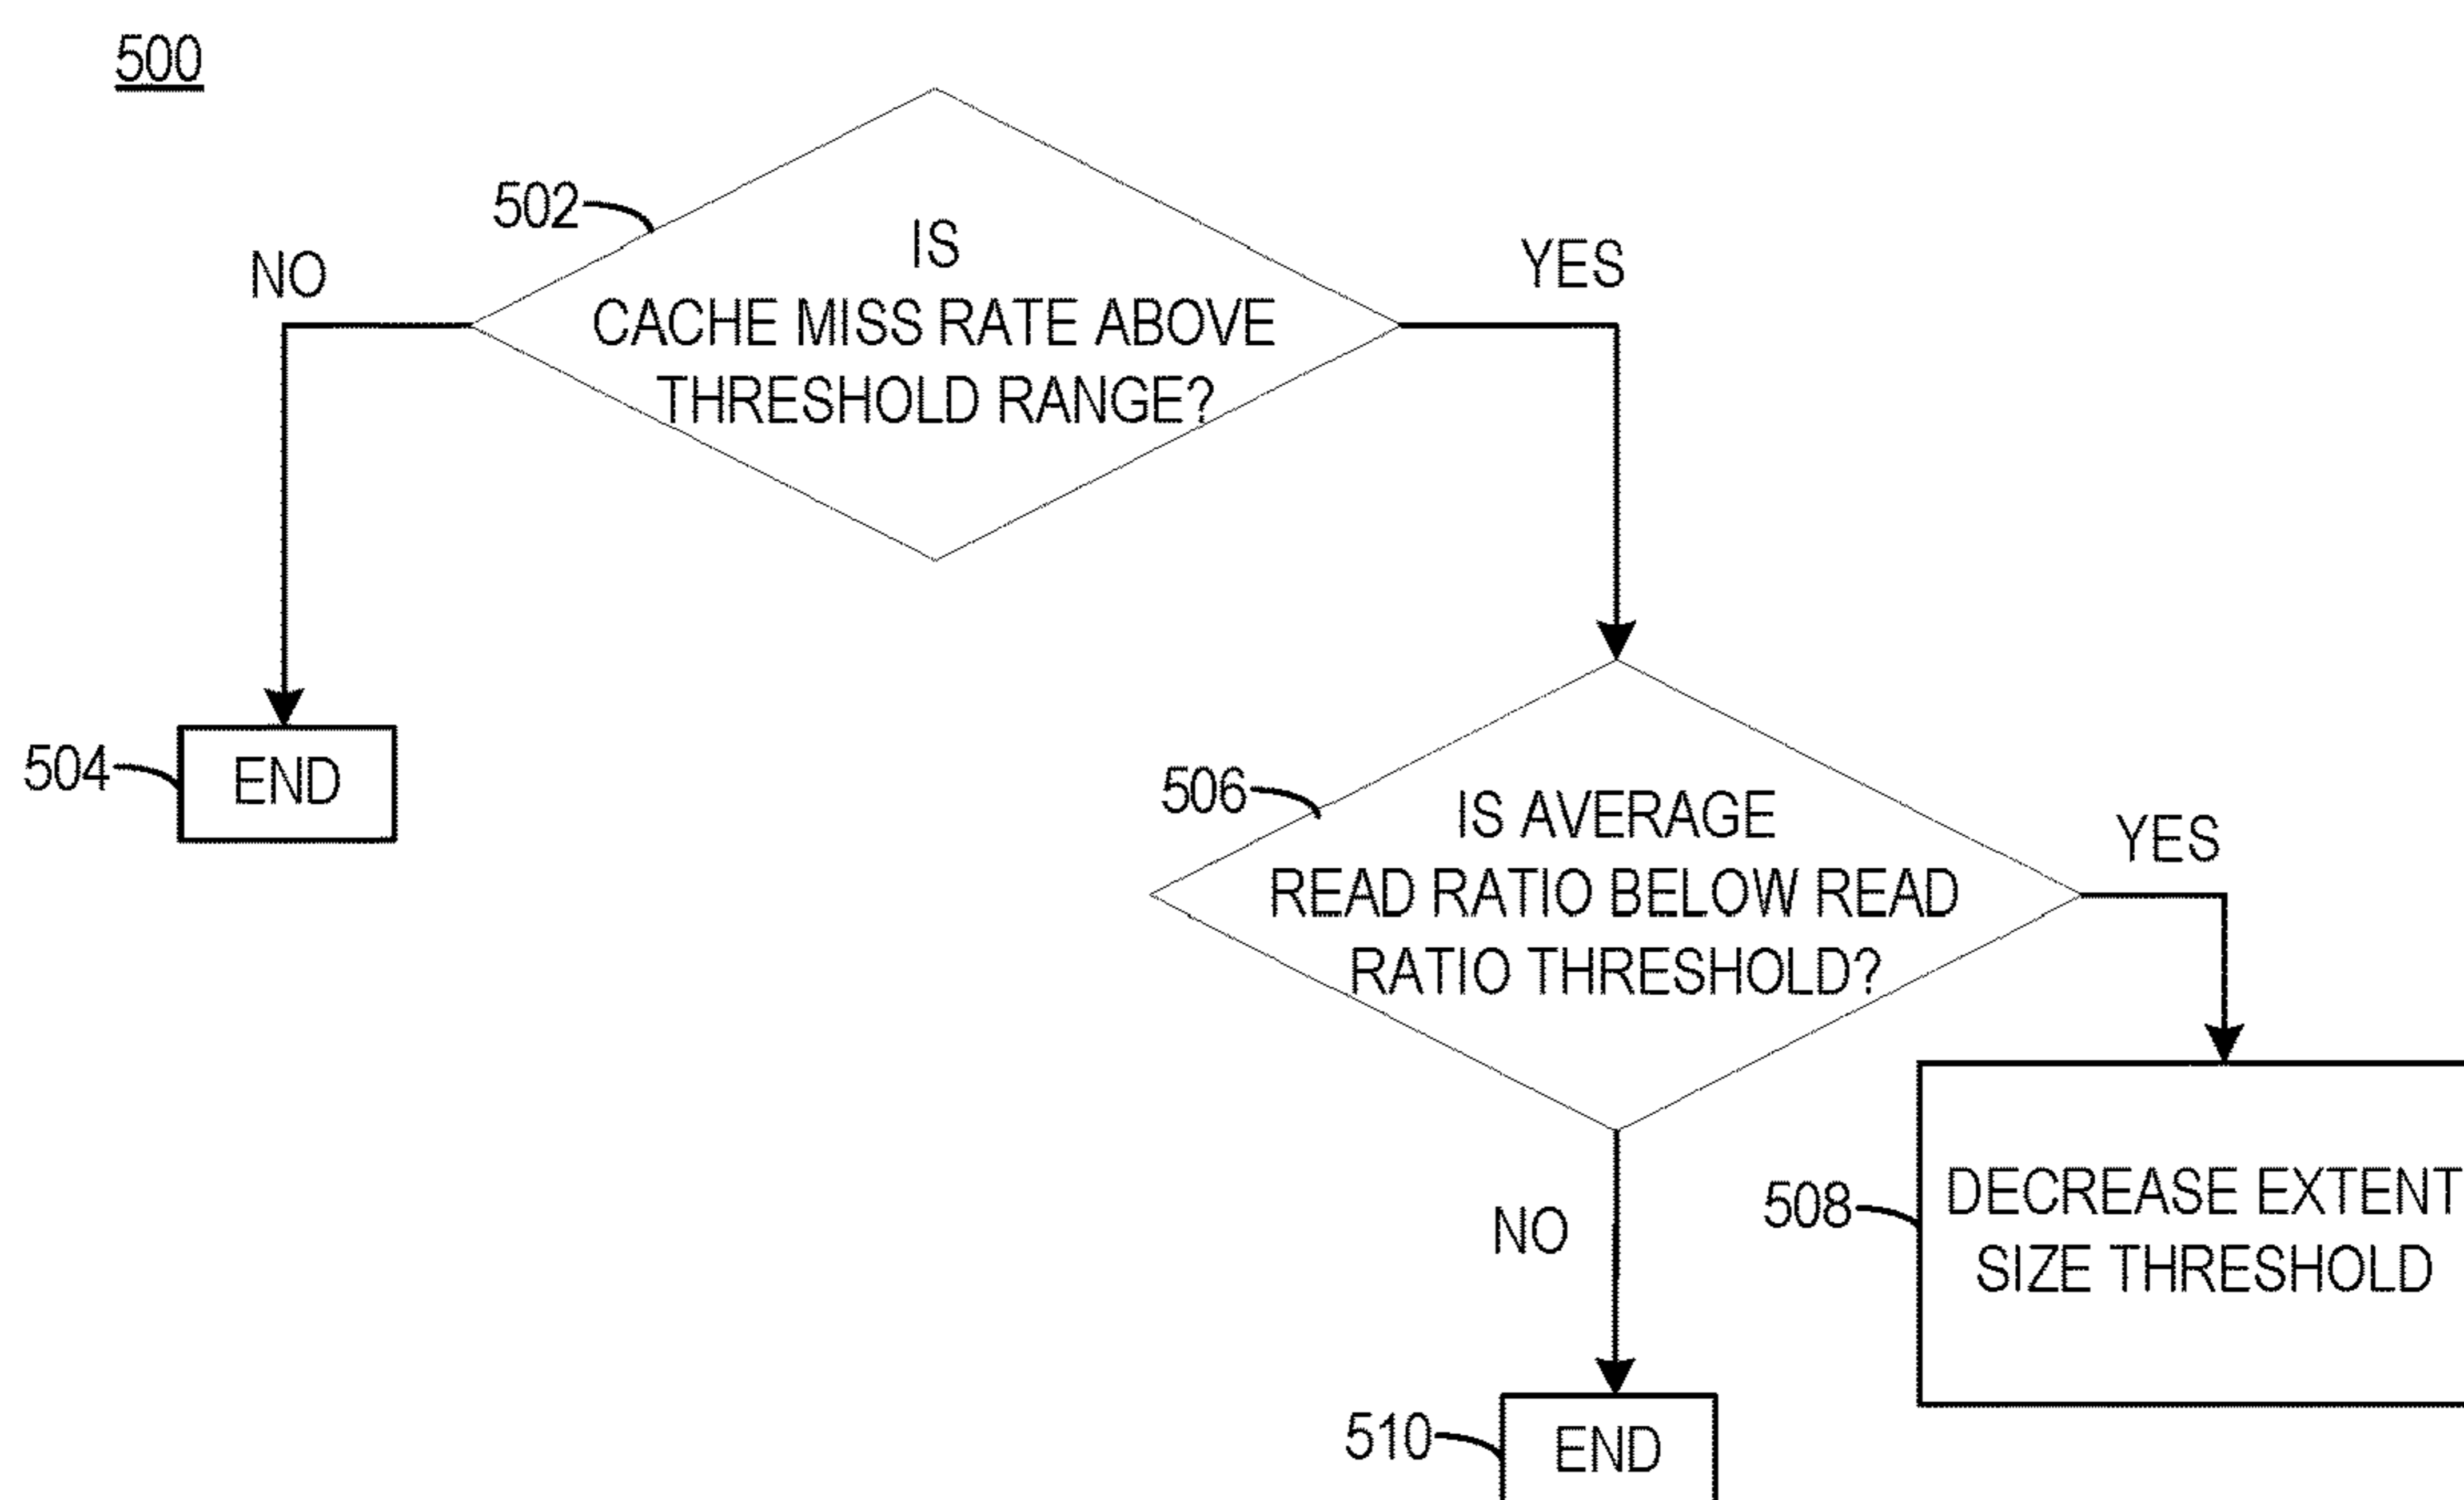 500
502
NO
IS
CACHE MISS RATE ABOVE
THRESHOLD RANGE?
YES
504
END
506
IS AVERAGE
READ RATIO BELOW READ
RATIO THRESHOLD?
YES
NO
508
DECREASE EXTENT
SIZE THRESHOLD
510
END